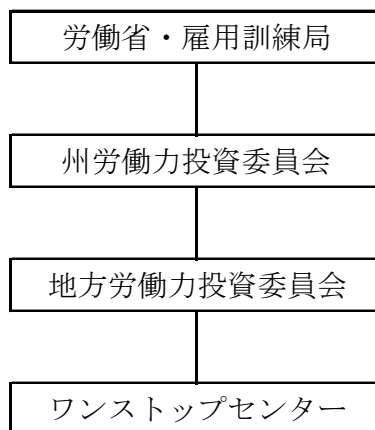 労働省・雇用訓練局
州労働力投資委員会
地方労働力投資委員会
ワンストップセンター